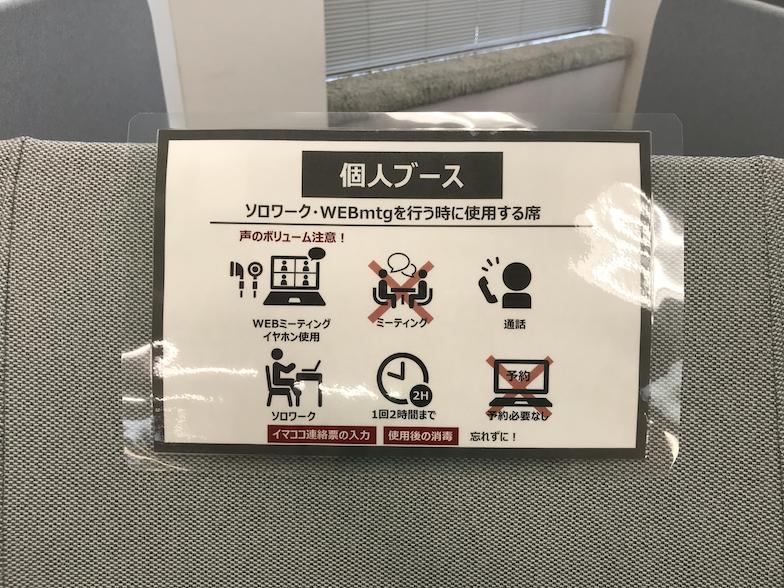 個人ブース
ソロワーク・WEBmtgを行う時に使用する席
声のボリューム注意！
WEBミーティング
イヤホン使用
ミーティング
通話
ソロワーク
2H
1回2時間まで
予約
予約必要なし
イマココ連絡票の入力 使用後の消毒 忘れずに！